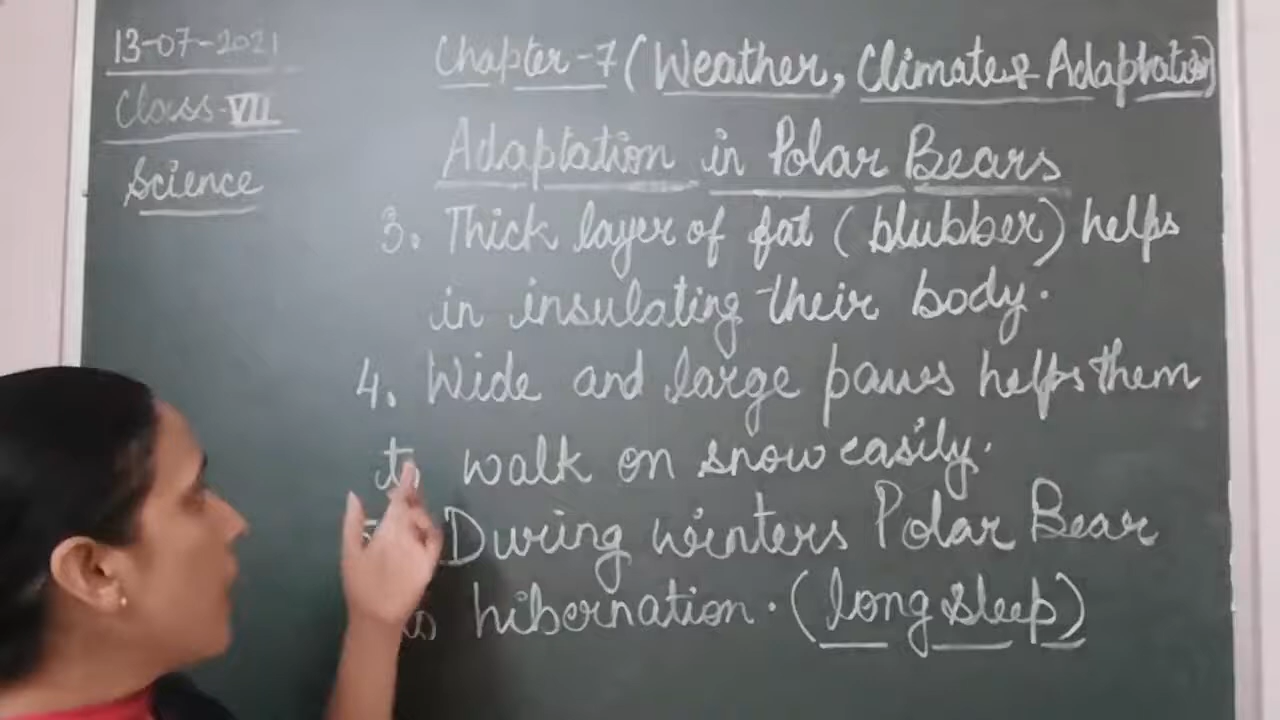 13-07-2021
Class-VII
Science
Chapter-7 (Weather, Climate & Adaptation)
Adaptation in Polar Bears
3. Thick layer of fat (blubber) helps
in insulating their body.
4. Wide and large paws helps them
to walk on snow easily.
During winters Polar Bear
hibernation. (long sleep)